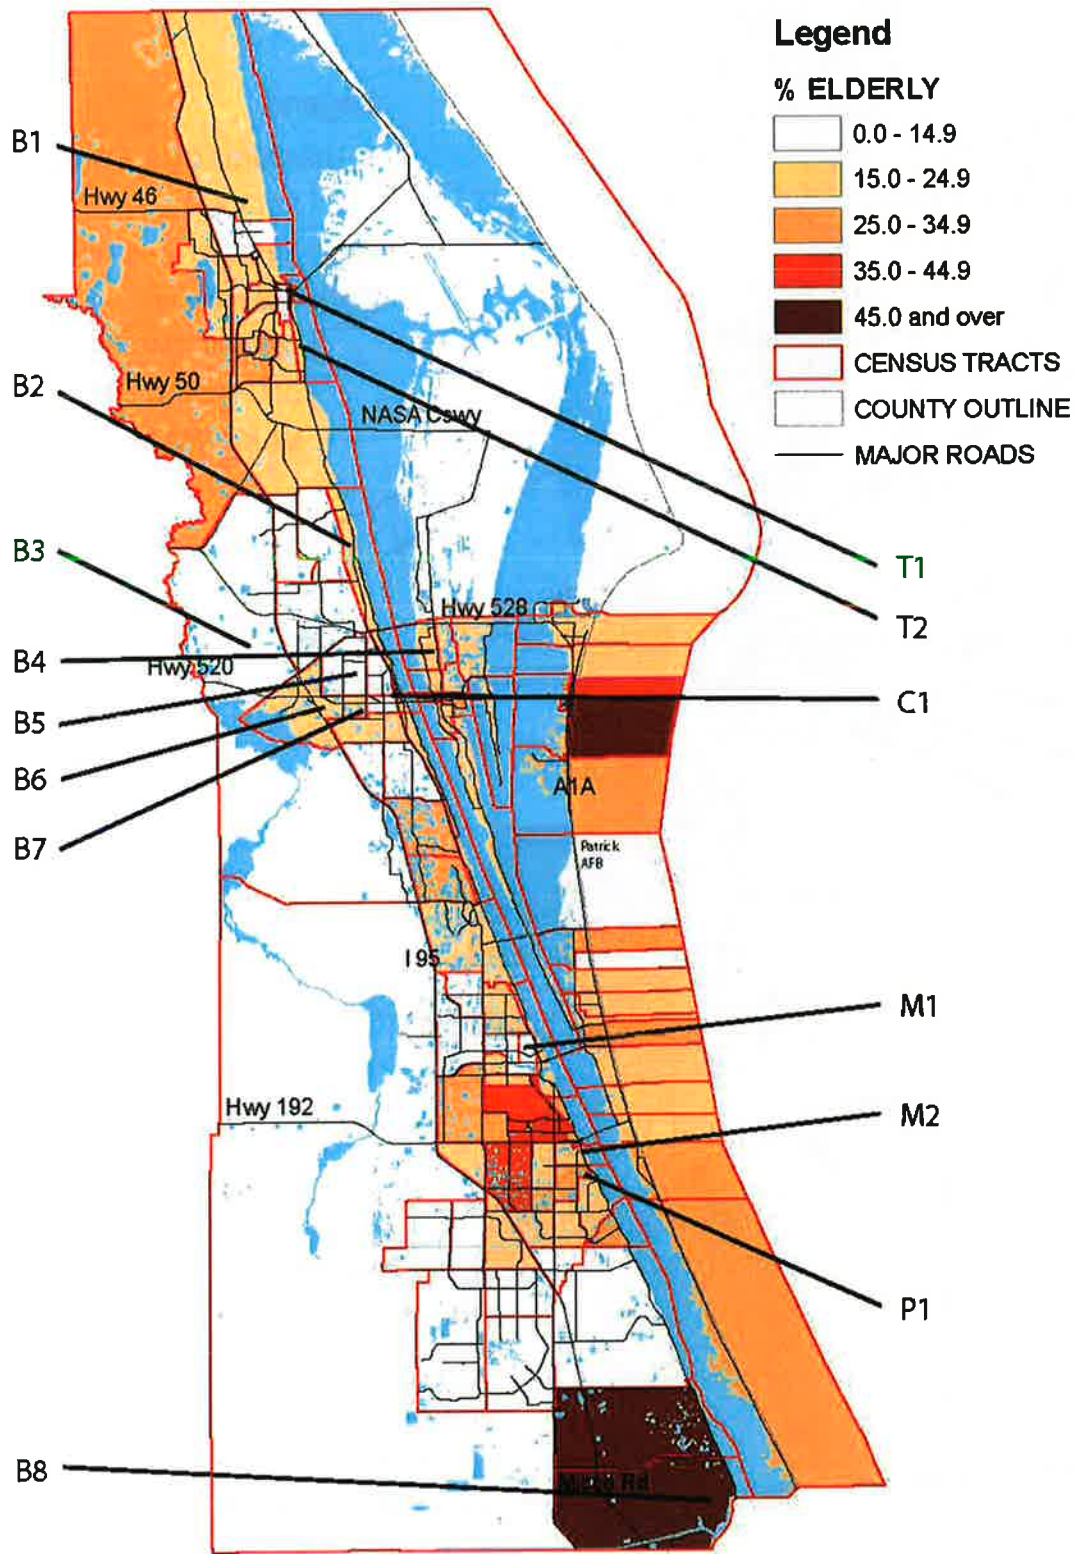 Legend
% ELDERLY
0.0 - 14.9
15.0 - 24.9
25.0 - 34.9
35.0 - 44.9
45.0 and over
CENSUS TRACTS
COUNTY OUTLINE
MAJOR ROADS
B1
Hwy 46
B2
Hwy 50
NASA Cswy
B3
T1
Hwy 528
T2
B4
Hwy 520
C1
B5
B6
A1A
B7
Patrick
AFB
I 95
M1
Hwy 192
M2
P1
B8
Rd